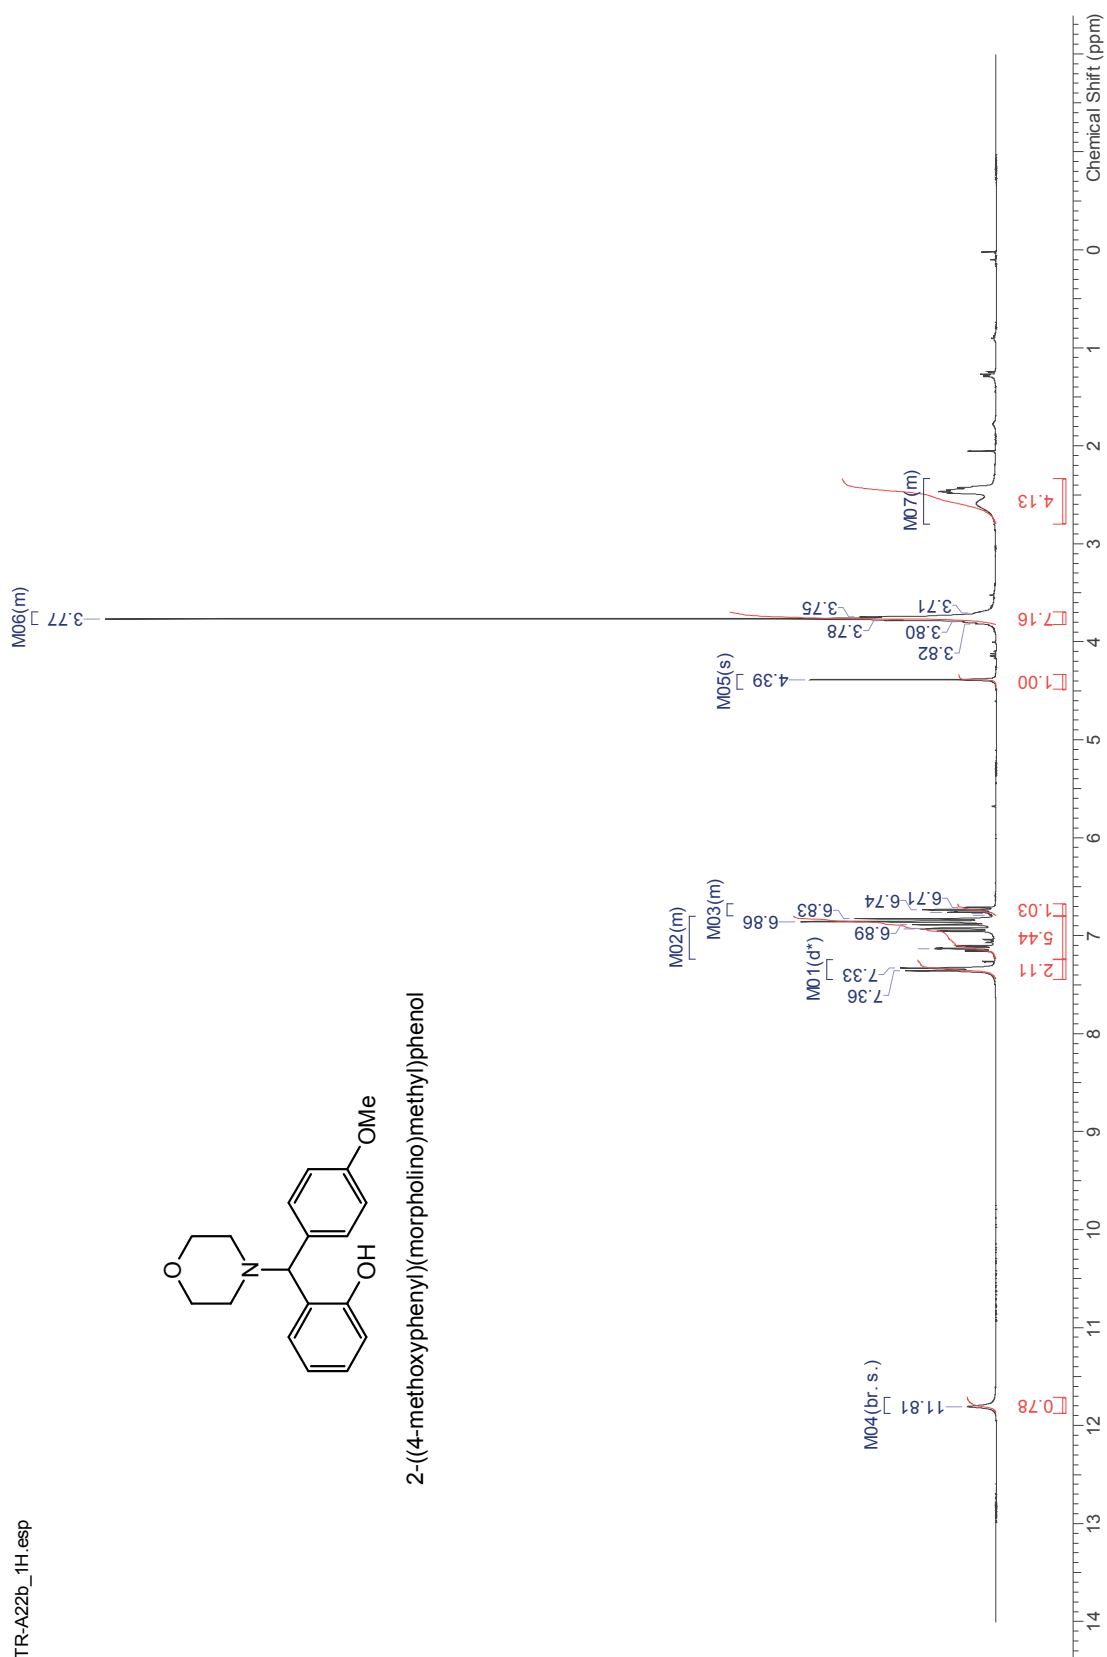 TR-A22b_1H.esp
O
N
OH
OMe
2-((4-methoxyphenyl)(morpholino)methyl)phenol
M04(br. s.)
11.81
M01(d*)
7.36
7.33
M02(m)
6.89
6.86
6.83
M03(m)
6.74
6.71
M05(s)
4.39
M06(m)
3.82
3.80
3.78
3.77
3.75
3.71
M07(m)
0.78
2.11
5.44
1.03
1.00
7.16
4.13
14 13 12 11 10 9 8 7 6 5 4 3 2 1 0
Chemical Shift (ppm)